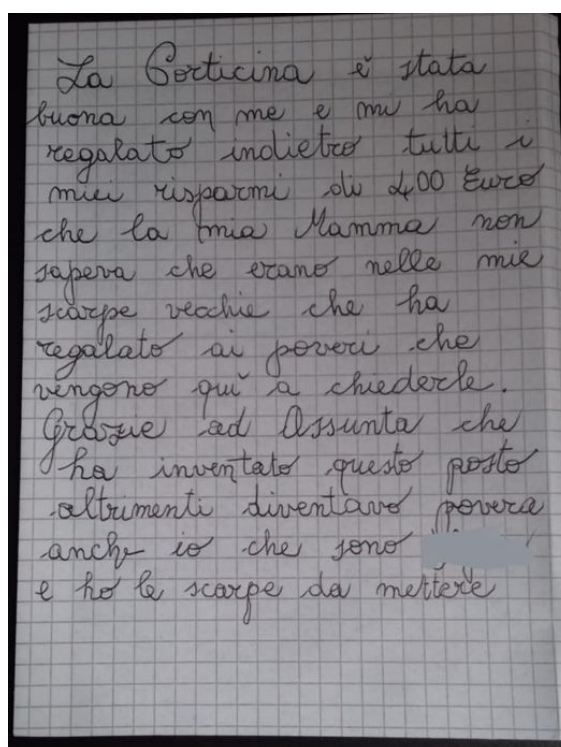 La Corticina è stata
buona con me e mi ha
regalato indietro tutti i
miei risparmi di 400 Euro
che la mia Mamma non
sapeva che erano nelle mie
scarpe vecchie che ha
regalato ai poveri che
vengono qui a chiederle.
Grazie ad Assunta che
ha inventato questo posto
altrimenti diventavo povera
anche io che sono
e ho le scarpe da mettere